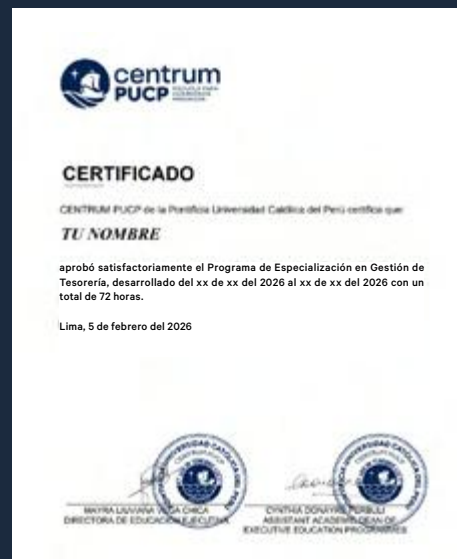 centrum
PUCP
CERTIFICADO
CENTRUM PUCP de la Pontificia Universidad Católica del Perú certifica que:
TU NOMBRE
aprobó satisfactoriamente el Programa de Especialización en Gestión de
Tesorería, desarrollado del xx de xx del 2026 al xx de xx del 2026 con un
total de 72 horas.
Lima, 5 de febrero del 2026
DIRECTORA DE EDUCACIÓN EJECUTIVA
ASSISTANT ACADEMIC DEAN OF
EXECUTIVE EDUCATION PROGRAMMES